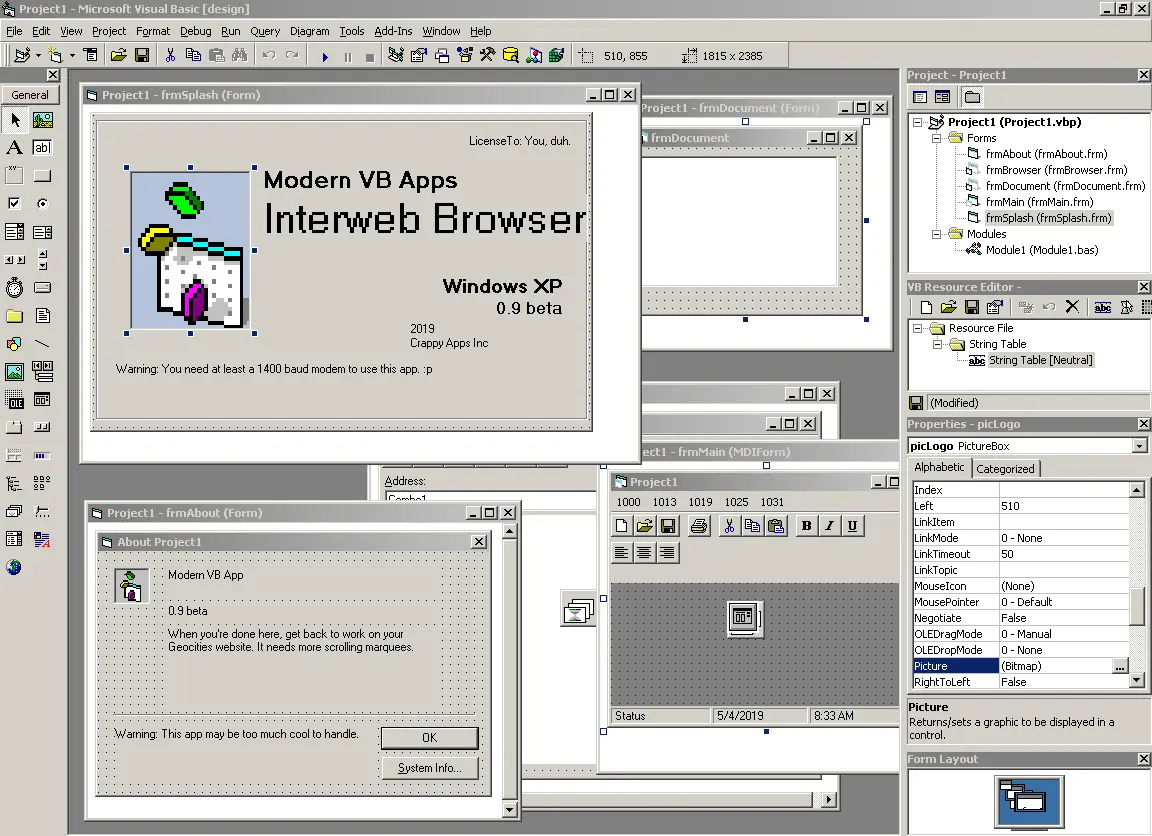 Project1 - Microsoft Visual Basic [design]
File Edit View Project Format Debug Run Query Diagram Tools Add-Ins Window Help
510, 855 1815 x 2385
General
A ab|
xy
OLE
Project1 - frmSplash (Form)
LicenseTo: You, duh.
Modern VB Apps
Interweb Browser
Windows XP
0.9 beta
2019
Crappy Apps Inc
Warning: You need at least a 1400 baud modem to use this app. :p
Project1 - frmDocument (Form)
frmDocument
Address:
Combo1
Project1 - frmAbout (Form)
About Project1
Modern VB App
0.9 beta
When you're done here, get back to work on your
Geocities website. It needs more scrolling marquees.
Warning: This app may be too much cool to handle.
OK
System Info...
ect1 - frmMain (MDIForm)
Project1
1000 1013 1019 1025 1031
B I U
Status 5/4/2019 8:33 AM
Project - Project1
Project1 (Project1.vbp)
Forms
frmAbout (frmAbout.frm)
frmBrowser (frmBrowser.frm)
frmDocument (frmDocument.frm)
frmMain (frmMain.frm)
frmSplash (frmSplash.frm)
Modules
Module1 (Module1.bas)
VB Resource Editor -
abc
Resource File
String Table
abc String Table [Neutral]
(Modified)
Properties - picLogo
picLogo PictureBox
Alphabetic Categorized
Index
Left 510
LinkItem
LinkMode 0 - None
LinkTimeout 50
LinkTopic
MouseIcon (None)
MousePointer 0 - Default
Negotiate False
OLEDragMode 0 - Manual
OLEDropMode 0 - None
Picture (Bitmap) ...
RightToLeft False
Picture
Returns/sets a graphic to be displayed in a
control.
Form Layout